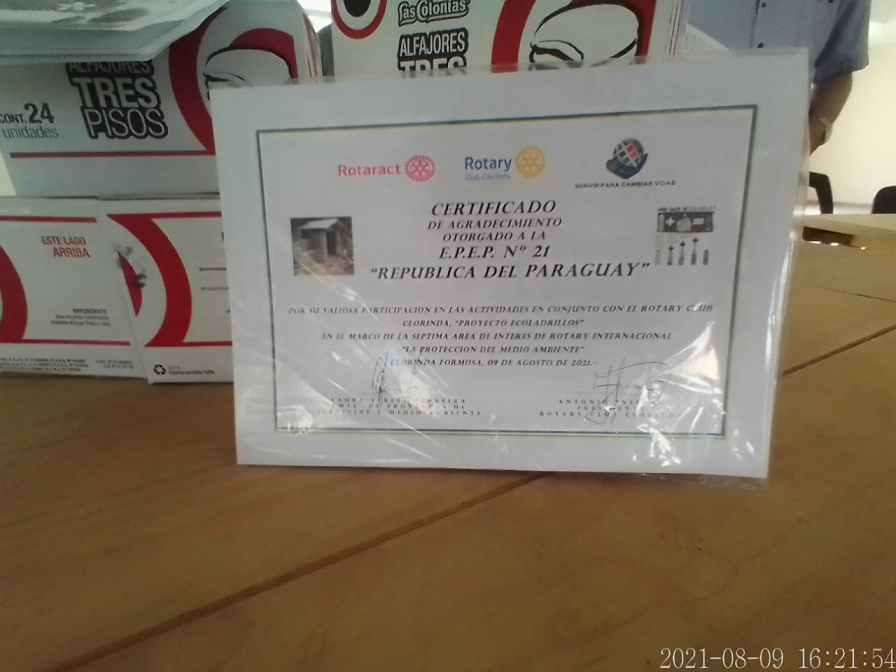 las Colonias
ALFAJORES
TRES
ALFAJORES
TRES
PISOS
CONT. 24
unidades
ESTE LADO
ARRIBA
IMPORTANTE
Rotaract
Rotary
Club Clorinda
SERVIR PARA CAMBIAR VIDAS
CERTIFICADO
DE AGRADECIMIENTO
OTORGADO A LA
E.P.E.P. N° 21
"REPUBLICA DEL PARAGUAY"
POR SU VALIOSA PARTICIPACION EN LAS ACTIVIDADES EN CONJUNTO CON EL ROTARY CLUB
CLORINDA, "PROYECTO ECOLADRILLOS"
EN EL MARCO DE LA SEPTIMA AREA DE INTERES DE ROTARY INTERNACIONAL
"LA PROTECCION DEL MEDIO AMBIENTE"
CLORINDA FORMOSA, 09 DE AGOSTO DE 2021.-
ANTONIO
ROTARY CLUB
2021-08-09 16:21:54